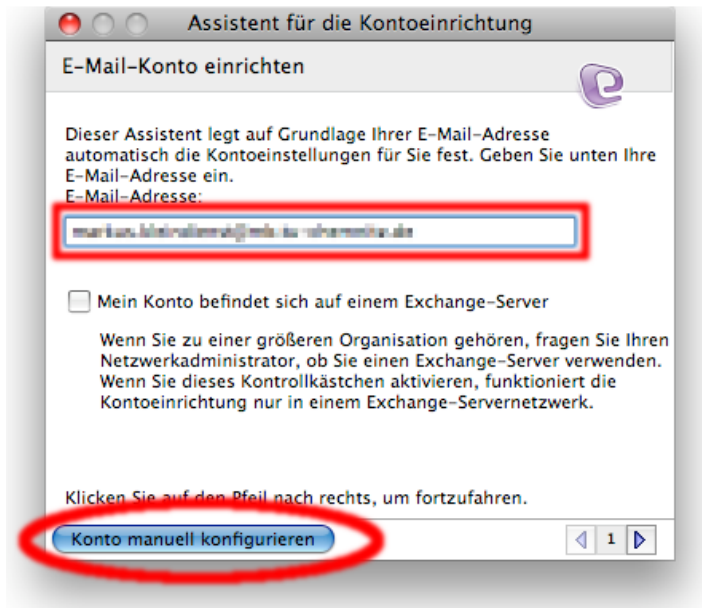 Assistent für die Kontoeinrichtung
E-Mail-Konto einrichten
Dieser Assistent legt auf Grundlage Ihrer E-Mail-Adresse
automatisch die Kontoeinstellungen für Sie fest. Geben Sie unten Ihre
E-Mail-Adresse ein.
E-Mail-Adresse:
Mein Konto befindet sich auf einem Exchange-Server
Wenn Sie zu einer größeren Organisation gehören, fragen Sie Ihren
Netzwerkadministrator, ob Sie einen Exchange-Server verwenden.
Wenn Sie dieses Kontrollkästchen aktivieren, funktioniert die
Kontoeinrichtung nur in einem Exchange-Servernetzwerk.
Klicken Sie auf den Pfeil nach rechts, um fortzufahren.
Konto manuell konfigurieren
1